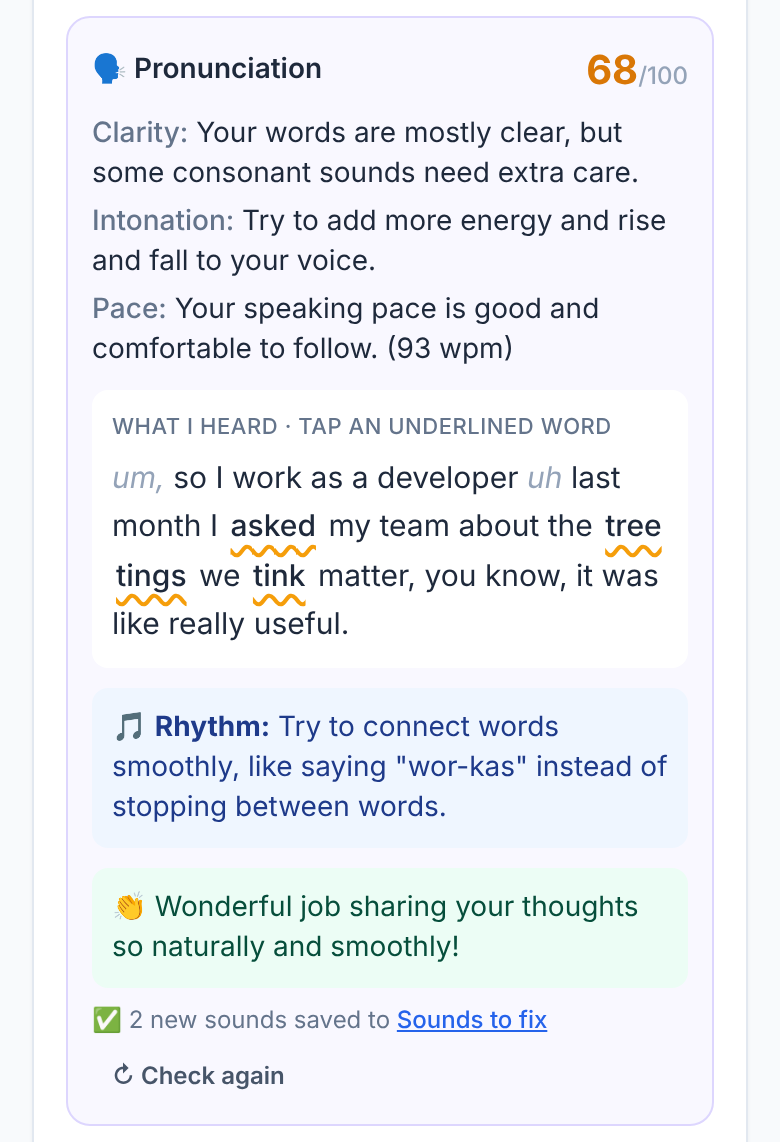 🗣️ Pronunciation 68/100
Clarity: Your words are mostly clear, but
some consonant sounds need extra care.
Intonation: Try to add more energy and rise
and fall to your voice.
Pace: Your speaking pace is good and
comfortable to follow. (93 wpm)
WHAT I HEARD · TAP AN UNDERLINED WORD
um, so I work as a developer uh last
month I asked my team about the tree
tings we tink matter, you know, it was
like really useful.
🎵 Rhythm: Try to connect words
smoothly, like saying "wor-kas" instead of
stopping between words.
👏 Wonderful job sharing your thoughts
so naturally and smoothly!
✅ 2 new sounds saved to Sounds to fix
↻ Check again